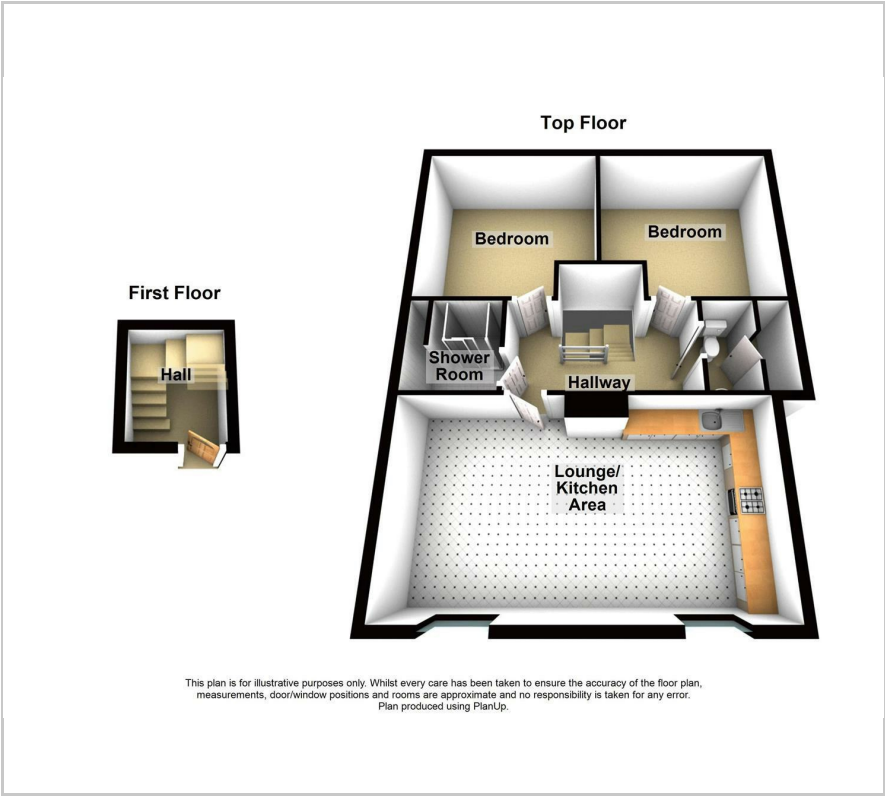 Top Floor
Bedroom
Bedroom
First Floor
Hall
Shower
Room
Hallway
Lounge/
Kitchen
Area
This plan is for illustrative purposes only. Whilst every care has been taken to ensure the accuracy of the floor plan,
measurements, door/window positions and rooms are approximate and no responsibility is taken for any error.
Plan produced using PlanUp.